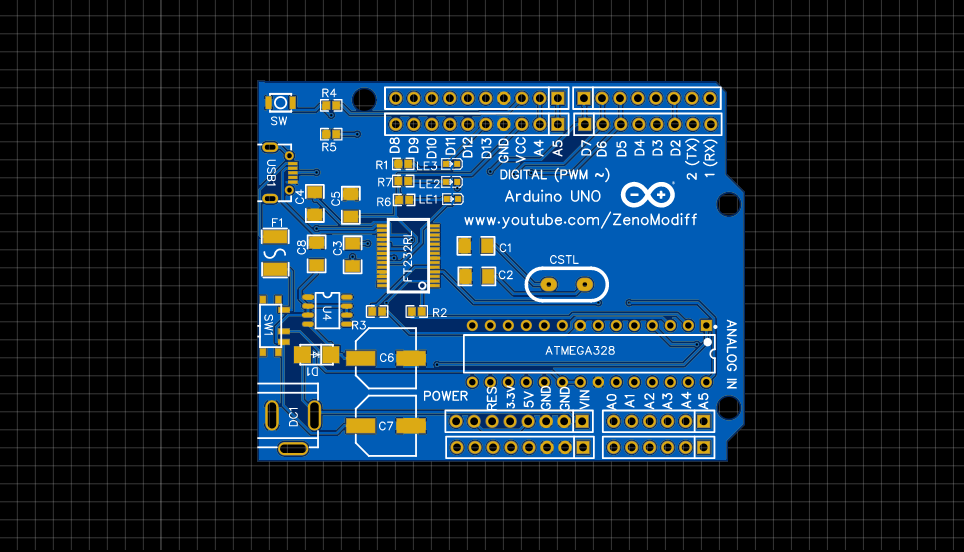 R4
SW
R5
D8
D9
D10
D11
D12
D13
GND
VCC
A4
A5
D7
D6
D5
D4
D3
D2
2 (TX)
1 (RX)
R1
LE3
R7
LE2
R6
LE1
DIGITAL (PWM ~)
Arduino UNO
www.youtube.com/ZenoModiff
USB1
C4
C5
F1
C8
C3
FT232RL
C1
C2
CSTL
U4
R3
R2
SW1
D1
C6
ATMEGA328
ANALOG IN
POWER
RES
3.3V
5V
GND
GND
VIN
A0
A1
A2
A3
A4
A5
DC1
C7